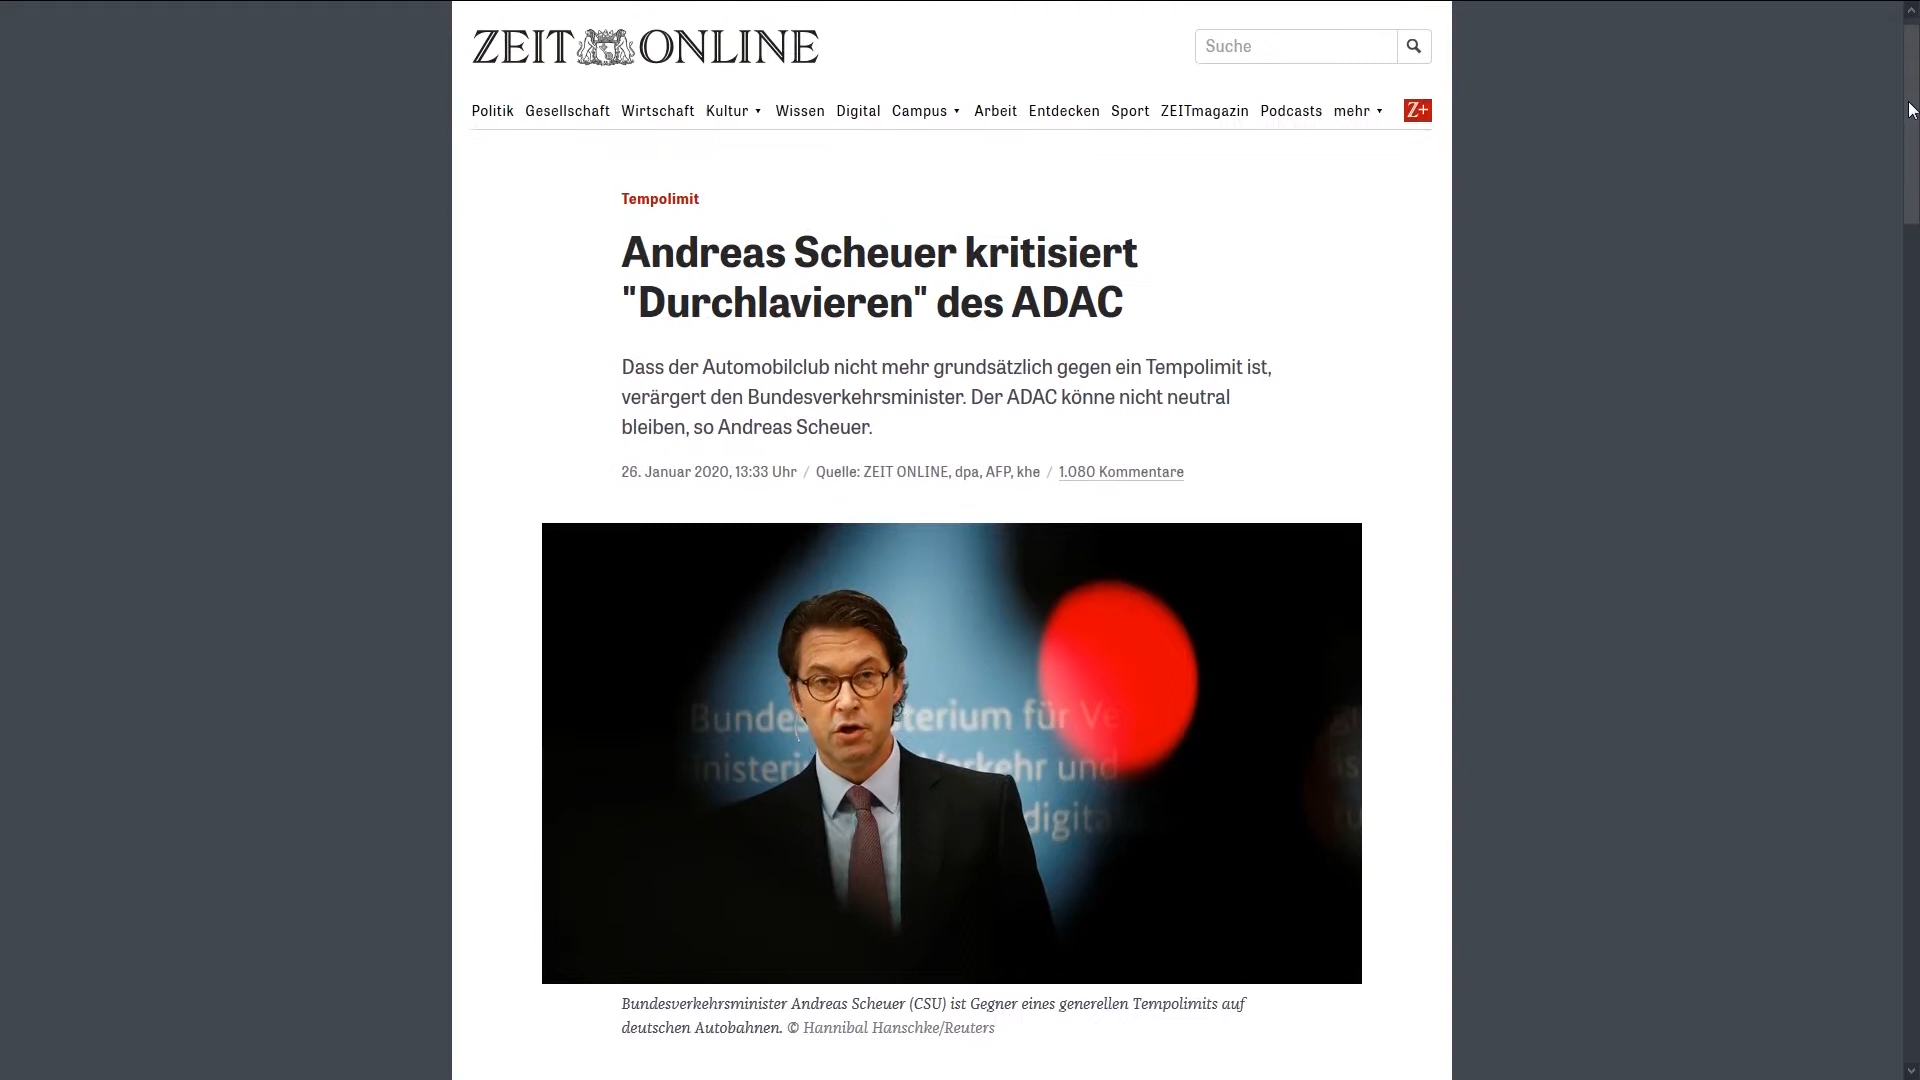 ZEIT ONLINE
Suche
Politik Gesellschaft Wirtschaft Kultur Wissen Digital Campus Arbeit Entdecken Sport ZEITmagazin Podcasts mehr Z+
Tempolimit
Andreas Scheuer kritisiert
"Durchlavieren" des ADAC
Dass der Automobilclub nicht mehr grundsätzlich gegen ein Tempolimit ist,
verärgert den Bundesverkehrsminister. Der ADAC könne nicht neutral
bleiben, so Andreas Scheuer.
26. Januar 2020, 13:33 Uhr / Quelle: ZEIT ONLINE, dpa, AFP, khe / 1.080 Kommentare
Bundes terium für Ve
nisteri Verkehr und
digita
Bundesverkehrsminister Andreas Scheuer (CSU) ist Gegner eines generellen Tempolimits auf
deutschen Autobahnen. © Hannibal Hanschke/Reuters